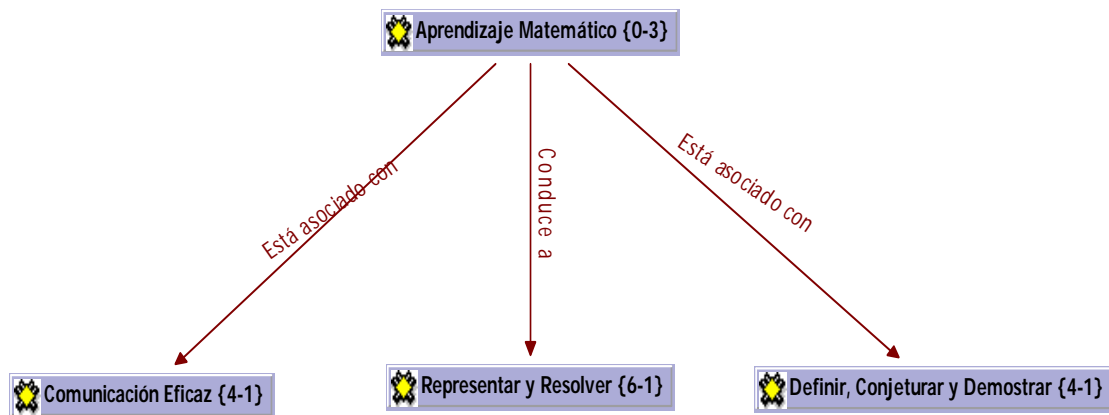 Aprendizaje Matemático {0-3}
Está asociado con
Conduce a
Está asociado con
Comunicación Eficaz {4-1}
Representar y Resolver {6-1}
Definir, Conjeturar y Demostrar {4-1}